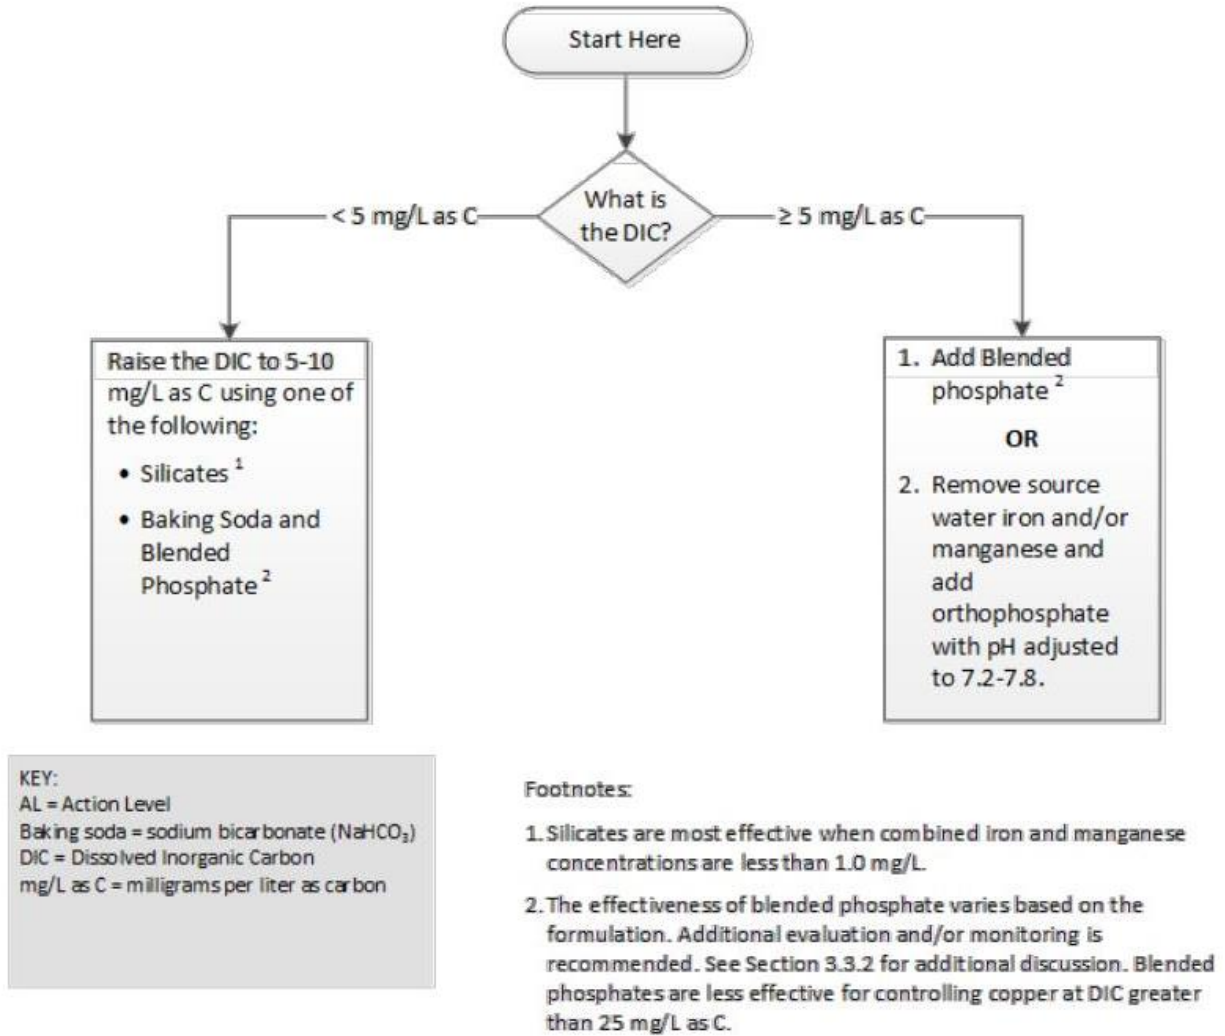 Start Here
What is
the DIC?
< 5 mg/L as C
≥ 5 mg/L as C
Raise the DIC to 5-10
mg/L as C using one of
the following:
• Silicates ¹
• Baking Soda and
Blended
Phosphate ²
1. Add Blended
phosphate ²
OR
2. Remove source
water iron and/or
manganese and
add
orthophosphate
with pH adjusted
to 7.2-7.8.
KEY:
AL = Action Level
Baking soda = sodium bicarbonate (NaHCO₃)
DIC = Dissolved Inorganic Carbon
mg/L as C = milligrams per liter as carbon
Footnotes:
1. Silicates are most effective when combined iron and manganese
concentrations are less than 1.0 mg/L.
2. The effectiveness of blended phosphate varies based on the
formulation. Additional evaluation and/or monitoring is
recommended. See Section 3.3.2 for additional discussion. Blended
phosphates are less effective for controlling copper at DIC greater
than 25 mg/L as C.